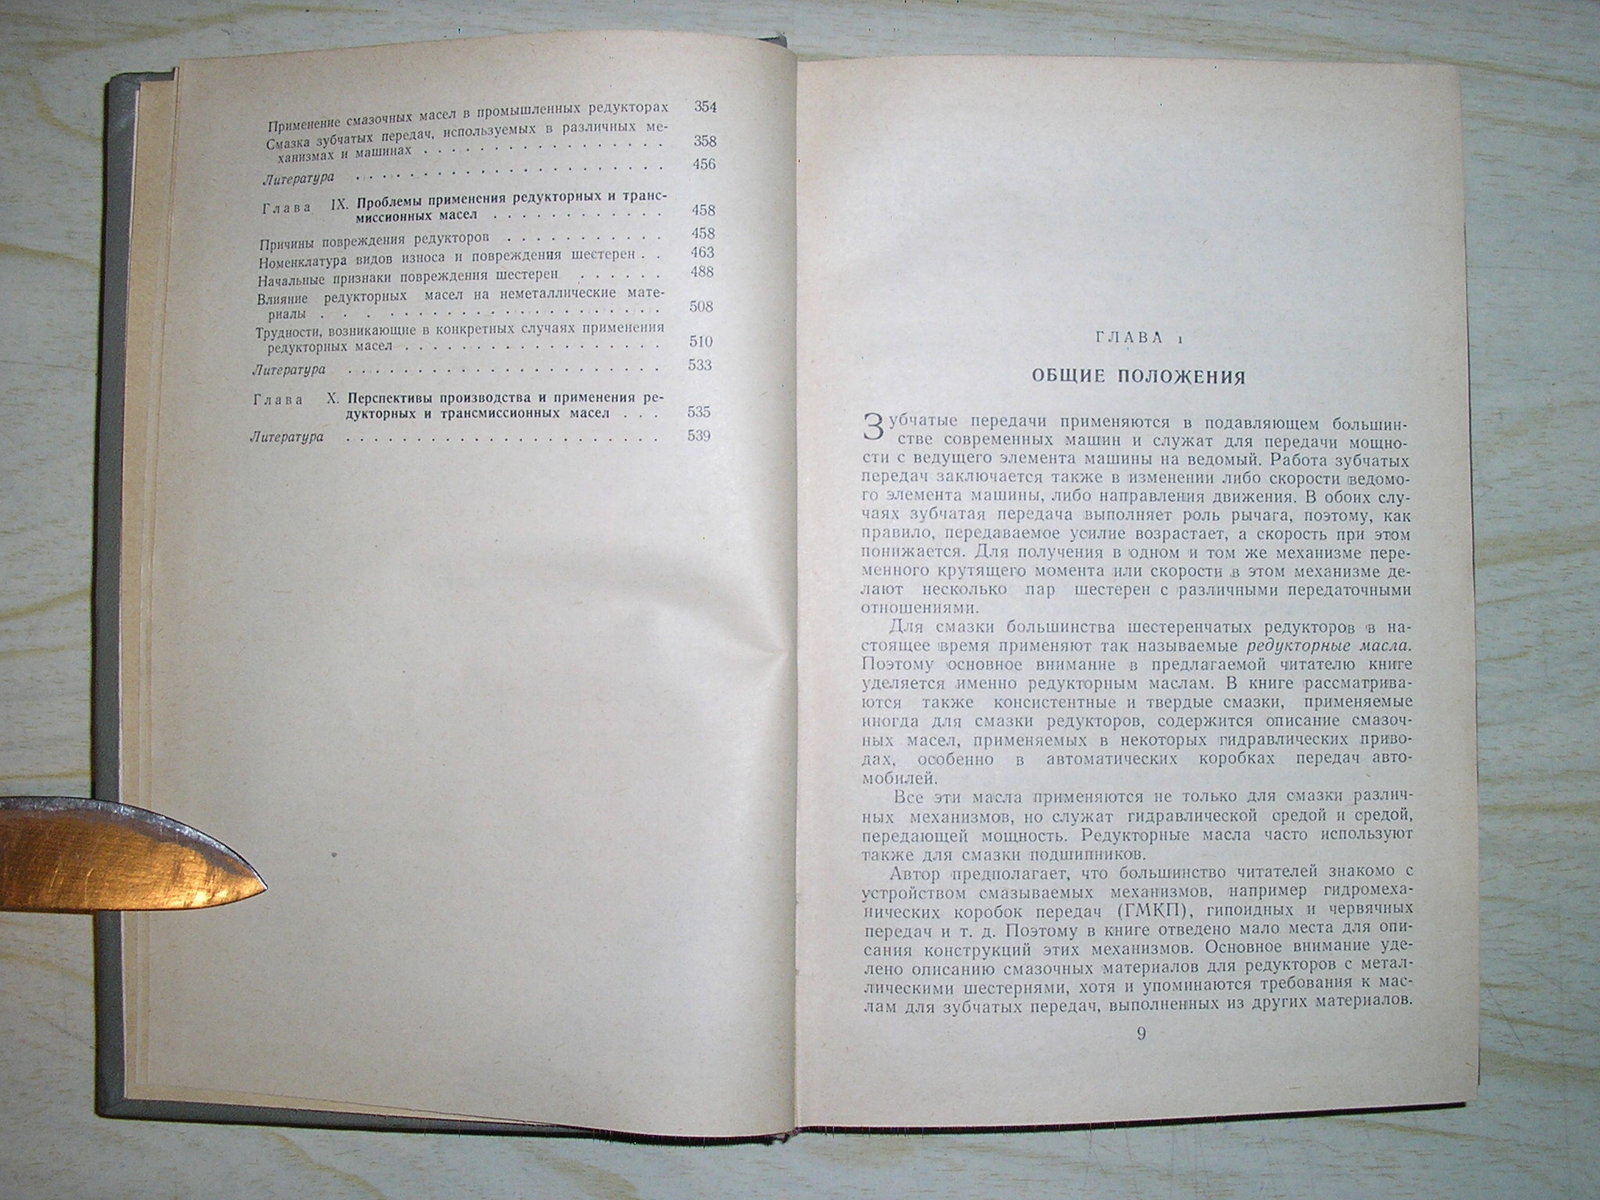 Применение смазочных масел в промышленных редукторах 354
Смазка зубчатых передач, используемых в различных ме-
ханизмах и машинах . . . . . . . . . . . . . . . . . 358
Литература . . . . . . . . . . . . . . . . . . . . . . 456
Глава IX. Проблемы применения редукторных и транс-
миссионных масел . . . . . . . . . . . . 458
Причины повреждения редукторов . . . . . . . . . . . 458
Номенклатура видов износа и повреждения шестерен . . 463
Начальные признаки повреждения шестерен . . . . . . 488
Влияние редукторных масел на неметаллические мате-
риалы . . . . . . . . . . . . . . . . . . . . . . 508
Трудности, возникающие в конкретных случаях применения
редукторных масел . . . . . . . . . . . . . . . . . . 510
Литература . . . . . . . . . . . . . . . . . . . . . . 533
Глава X. Перспективы производства и применения ре-
дукторных и трансмиссионных масел . . . 535
Литература . . . . . . . . . . . . . . . . . . . . . . 539
ГЛАВА I
ОБЩИЕ ПОЛОЖЕНИЯ
Зубчатые передачи применяются в подавляющем большин-
стве современных машин и служат для передачи мощно-
сти с ведущего элемента машины на ведомый. Работа зубчатых
передач заключается также в изменении либо скорости ведомо-
го элемента машины, либо направления движения. В обоих слу-
чаях зубчатая передача выполняет роль рычага, поэтому, как
правило, передаваемое усилие возрастает, а скорость при этом
понижается. Для получения в одном и том же механизме пере-
менного крутящего момента или скорости в этом механизме де-
лают несколько пар шестерен с различными передаточными
отношениями.
Для смазки большинства шестеренчатых редукторов в на-
стоящее время применяют так называемые редукторные масла.
Поэтому основное внимание в предлагаемой читателю книге
уделяется именно редукторным маслам. В книге рассматрива-
ются также консистентные и твердые смазки, применяемые
иногда для смазки редукторов, содержится описание смазоч-
ных масел, применяемых в некоторых гидравлических приво-
дах, особенно в автоматических коробках передач авто-
мобилей.
Все эти масла применяются не только для смазки различ-
ных механизмов, но служат гидравлической средой и средой,
передающей мощность. Редукторные масла часто используют
также для смазки подшипников.
Автор предполагает, что большинство читателей знакомо с
устройством смазываемых механизмов, например гидромеха-
нических коробок передач (ГМКП), гипоидных и червячных
передач и т. д. Поэтому в книге отведено мало места для опи-
сания конструкций этих механизмов. Основное внимание уде-
лено описанию смазочных материалов для редукторов с метал-
лическими шестернями, хотя и упоминаются требования к мас-
лам для зубчатых передач, выполненных из других материалов.
9